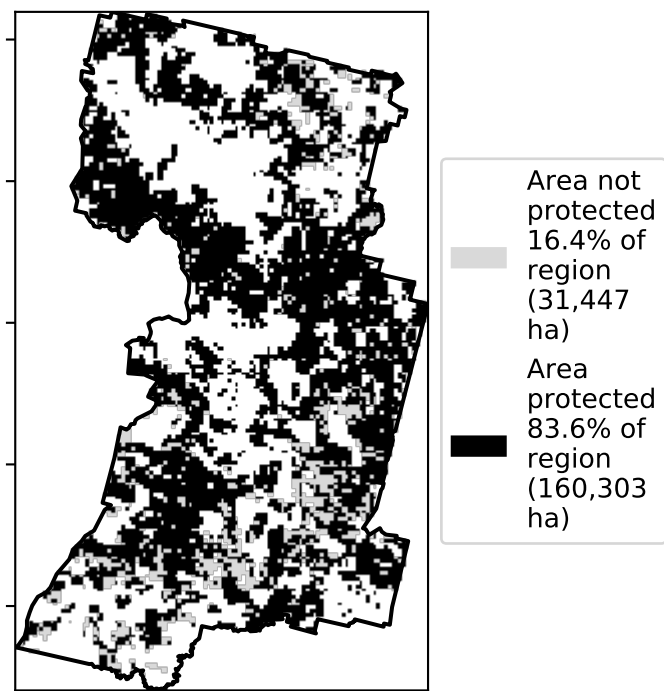 Area not
protected
16.4% of
region
(31,447
ha)
Area
protected
83.6% of
region
(160,303
ha)